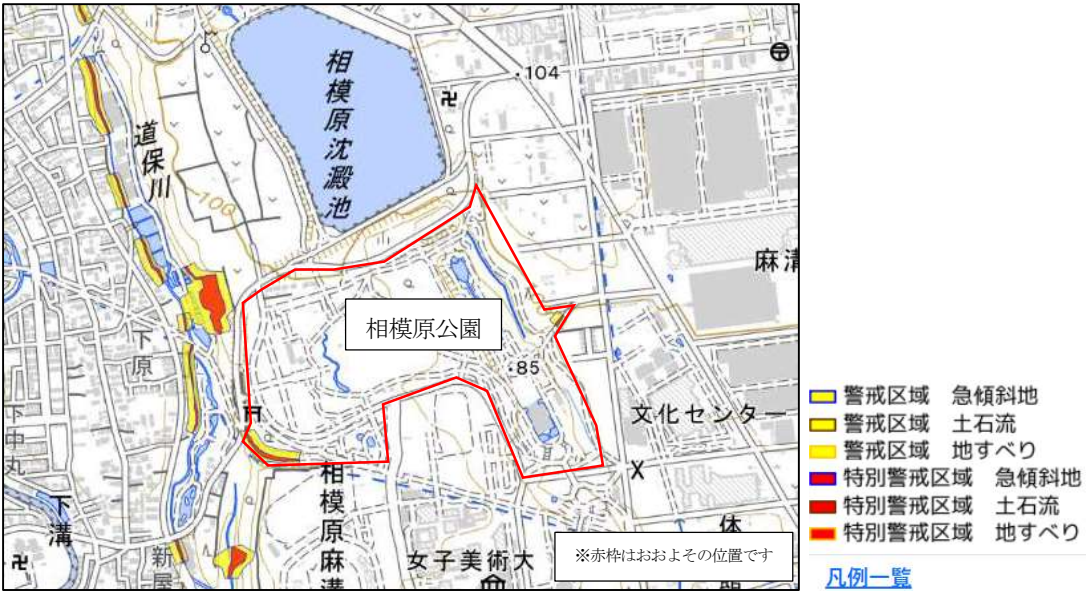 相模原沈澱池
・104
道保川
100
麻溝
相模原公園
下原
・85
文化センター
下中丸
下溝
X
相模原麻溝
体
新屋
女子美術大
※赤枠はおおよその位置です
警戒区域 急傾斜地
警戒区域 土石流
警戒区域 地すべり
特別警戒区域 急傾斜地
特別警戒区域 土石流
特別警戒区域 地すべり
凡例一覧